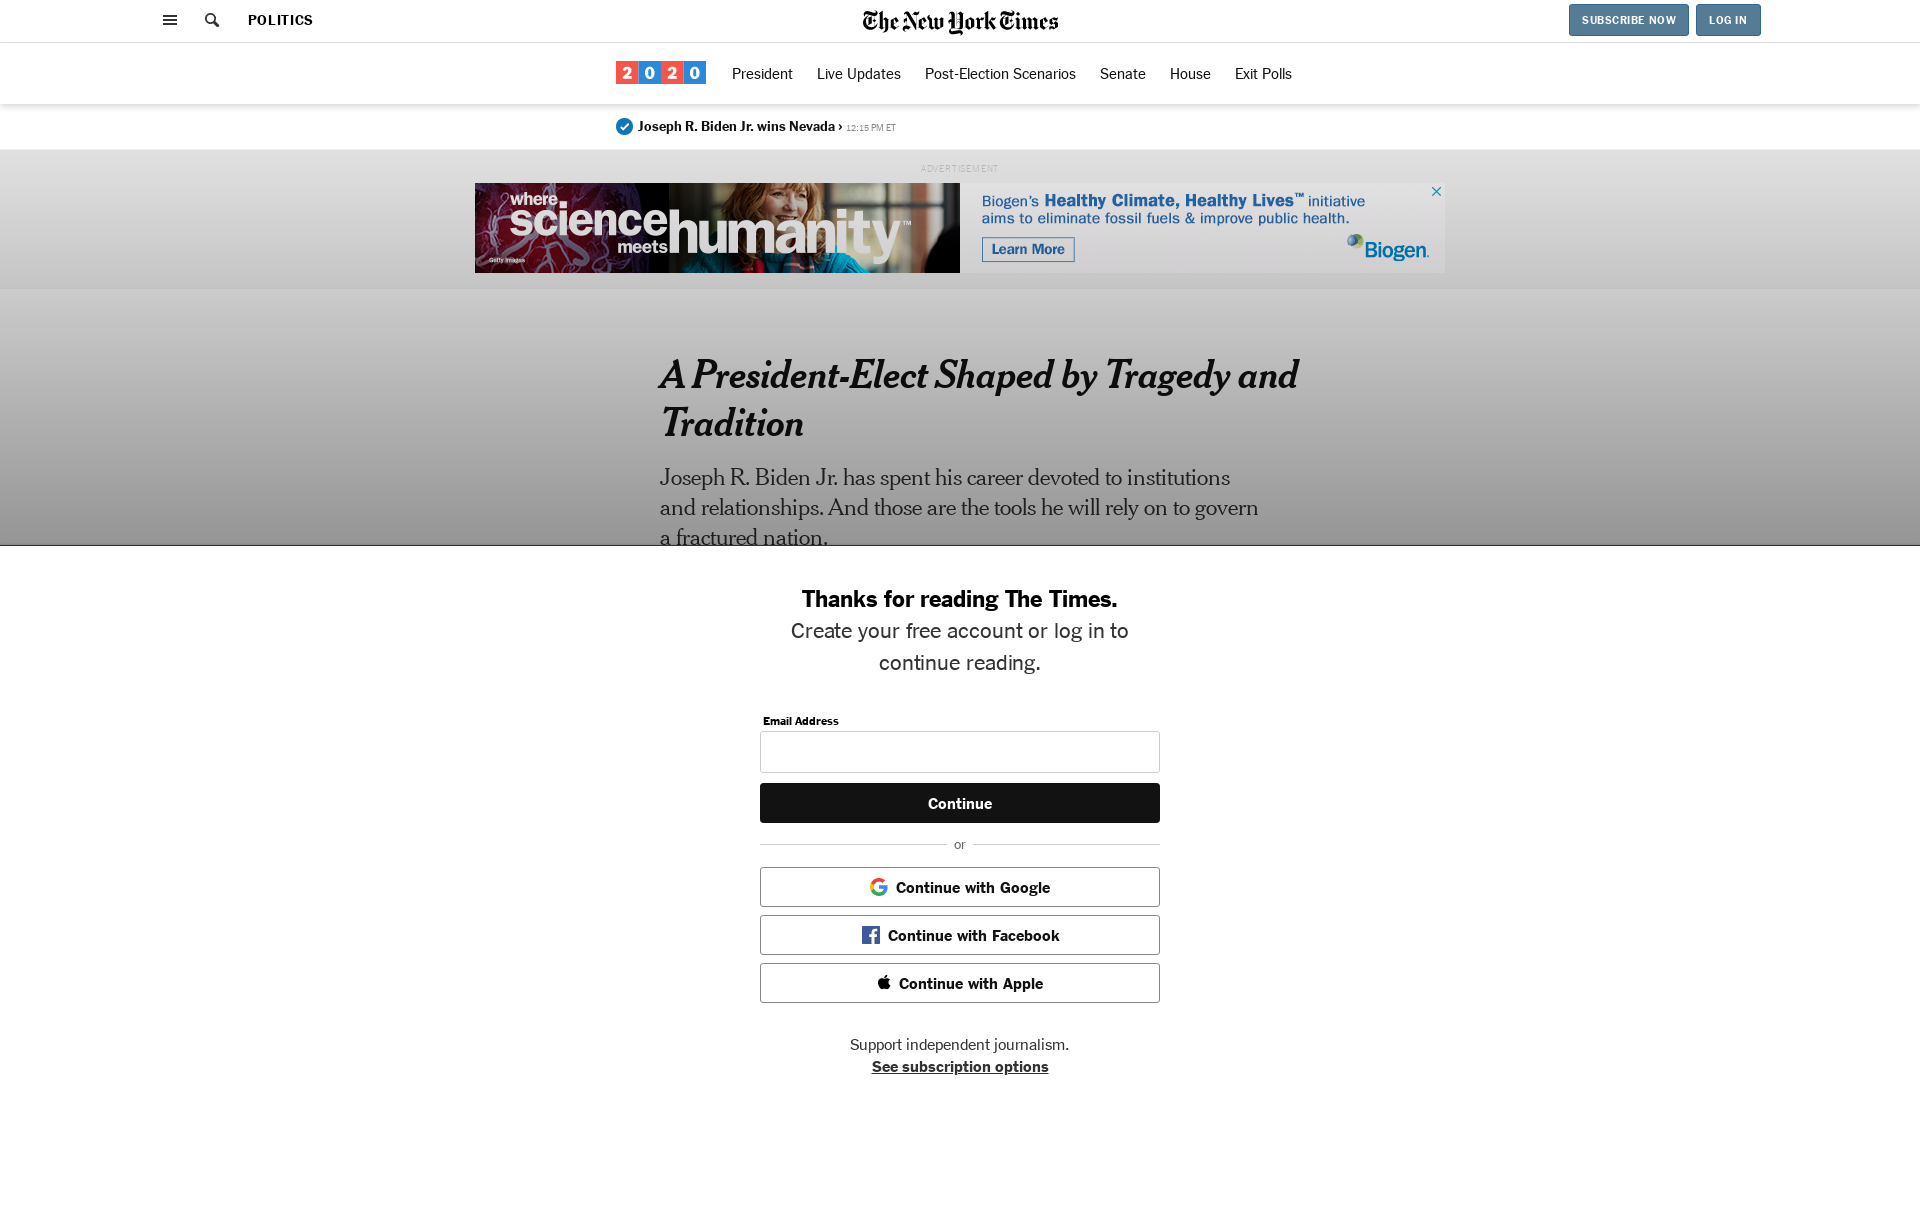 POLITICS
The New York Times
SUBSCRIBE NOW
LOG IN
2020
President
Live Updates
Post-Election Scenarios
Senate
House
Exit Polls
Joseph R. Biden Jr. wins Nevada › 12:15 PM ET
ADVERTISEMENT
where
science
meets
humanity™
Getty Images
Biogen's Healthy Climate, Healthy Lives™ initiative
aims to eliminate fossil fuels & improve public health.
Learn More
Biogen.
A President-Elect Shaped by Tragedy and
Tradition
Joseph R. Biden Jr. has spent his career devoted to institutions
and relationships. And those are the tools he will rely on to govern
a fractured nation.
Thanks for reading The Times.
Create your free account or log in to
continue reading.
Email Address
Continue
or
Continue with Google
Continue with Facebook
Continue with Apple
Support independent journalism.
See subscription options